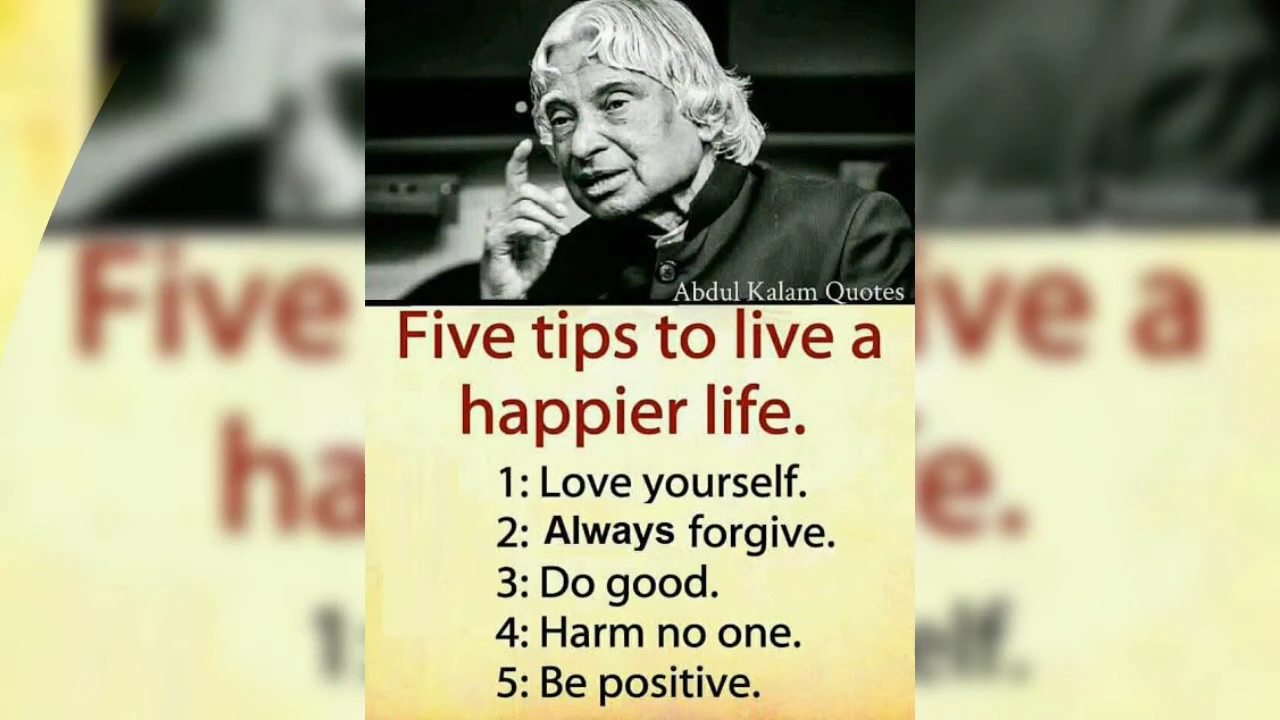 Abdul Kalam Quotes
Five tips to live a
happier life.
1: Love yourself.
2: Always forgive.
3: Do good.
4: Harm no one.
5: Be positive.